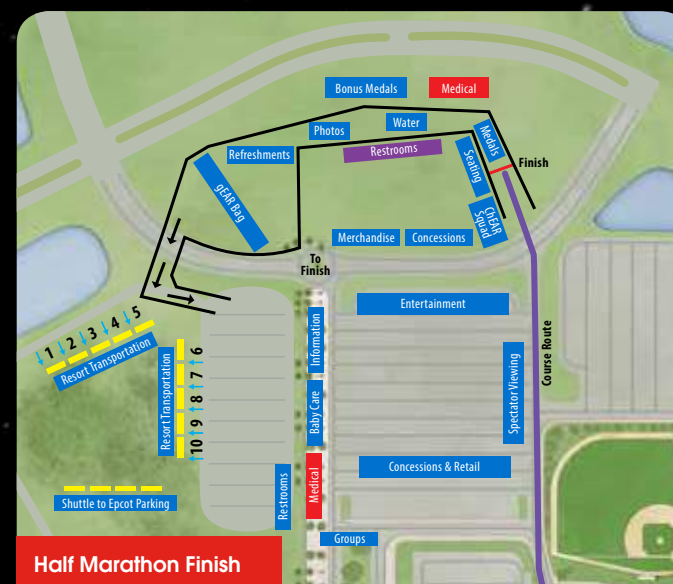 Bonus Medals
Medical
Water
Photos
Medals
Refreshments
Restrooms
Finish
Seating
gEAR Bag
ChEAR
Squad
Merchandise
Concessions
To
Finish
Entertainment
1 2 3 4 5
Resort Transportation
Information
Course Route
Resort Transportation
6
7
8
9
10
Baby Care
Spectator Viewing
Concessions & Retail
Medical
Restrooms
Shuttle to Epcot Parking
Groups
Half Marathon Finish